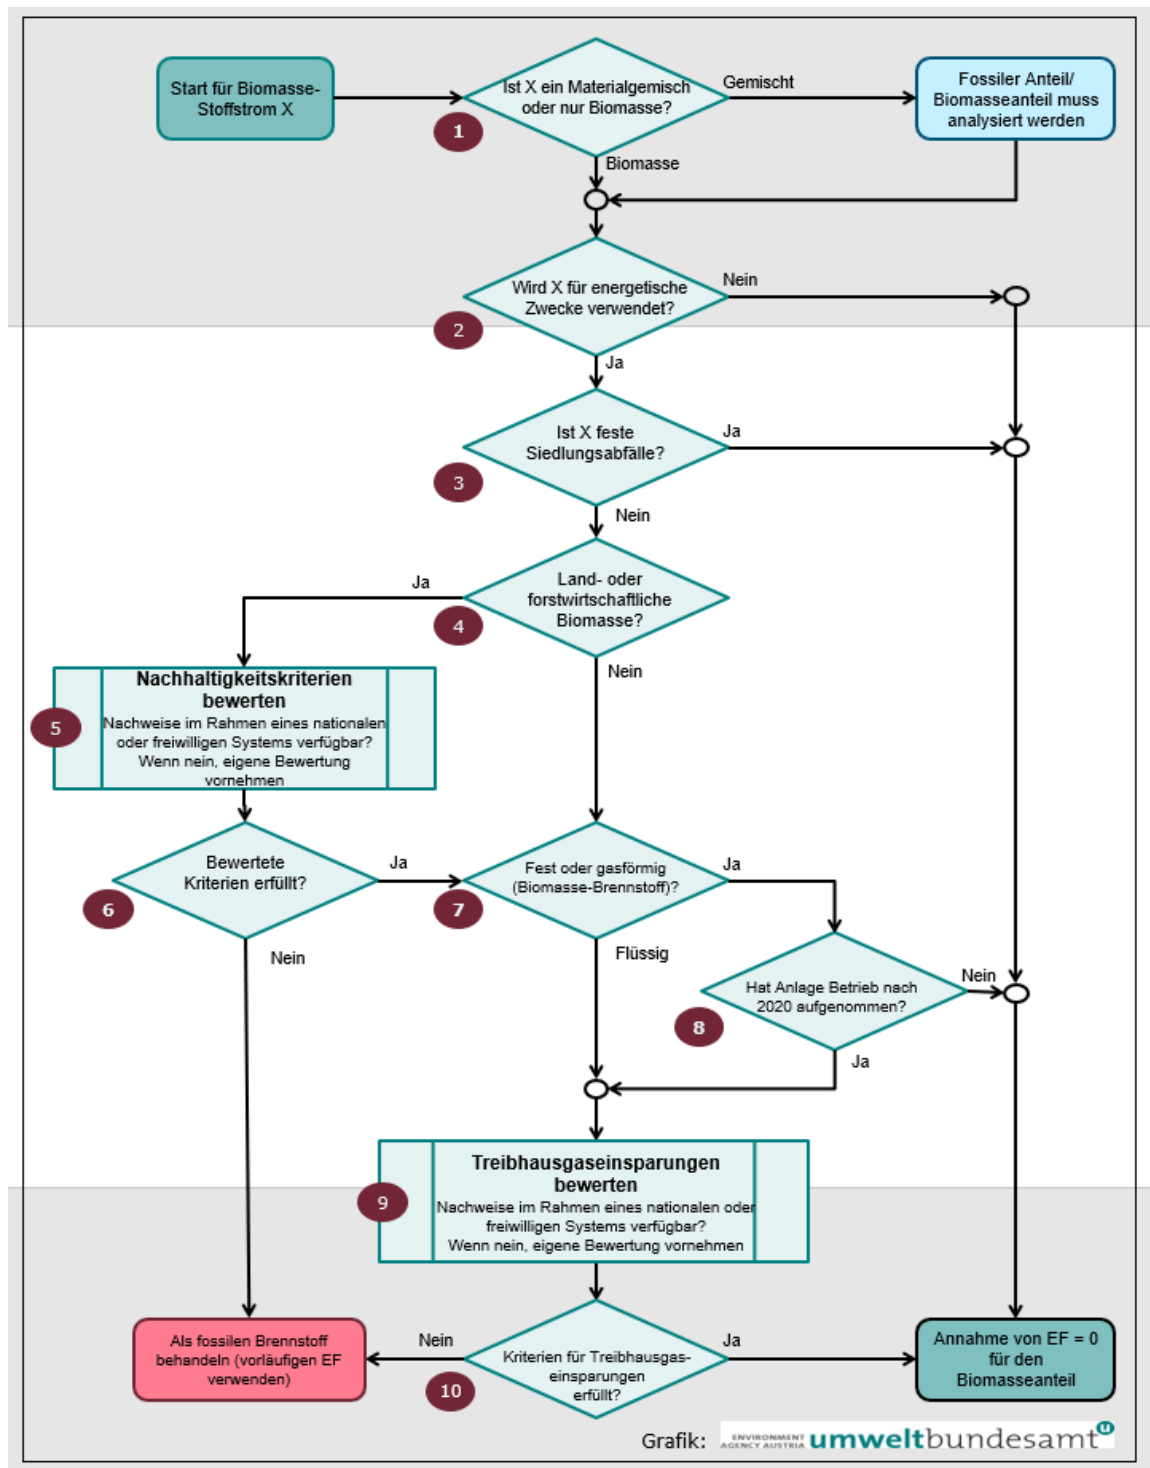 Start für Biomasse-
Stoffstrom X
Ist X ein Materialgemisch
oder nur Biomasse?
1
Gemischt
Fossiler Anteil/
Biomasseanteil muss
analysiert werden
Biomasse
Wird X für energetische
Zwecke verwendet?
2
Nein
Ja
Ist X feste
Siedlungsabfälle?
3
Ja
Nein
Land- oder
forstwirtschaftliche
Biomasse?
4
Ja
Nein
Nachhaltigkeitskriterien
bewerten
Nachweise im Rahmen eines nationalen
oder freiwilligen Systems verfügbar?
Wenn nein, eigene Bewertung
vornehmen
5
Bewertete
Kriterien erfüllt?
6
Ja
Nein
Fest oder gasförmig
(Biomasse-Brennstoff)?
7
Ja
Flüssig
Hat Anlage Betrieb nach
2020 aufgenommen?
8
Nein
Ja
Treibhausgaseinsparungen
bewerten
Nachweise im Rahmen eines nationalen oder
freiwilligen Systems verfügbar?
Wenn nein, eigene Bewertung vornehmen
9
Kriterien für Treibhausgas-
einsparungen
erfüllt?
10
Nein
Ja
Als fossilen Brennstoff
behandeln (vorläufigen EF
verwenden)
Annahme von EF = 0
für den
Biomasseanteil
Grafik:
ENVIRONMENT
AGENCY AUSTRIA
umweltbundesamt
u